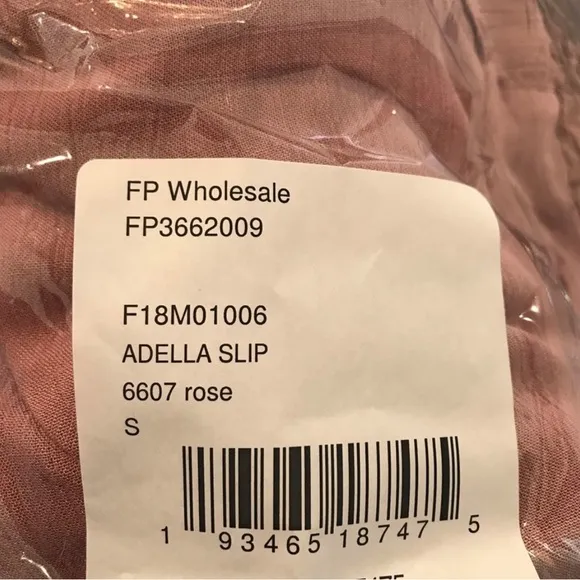 FP Wholesale
FP3662009
F18M01006
ADELLA SLIP
6607 rose
S
1 93465 18747 5